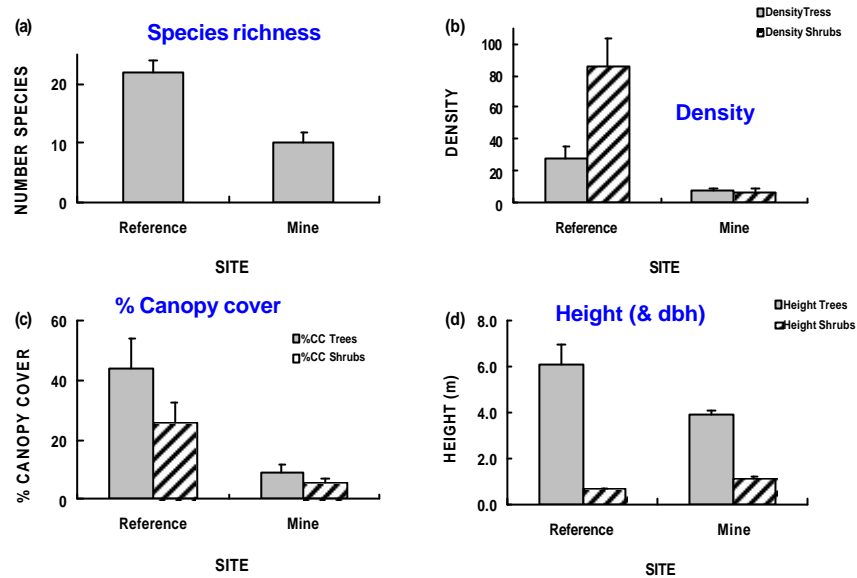 (a)
Species richness
NUMBER SPECIES
20
10
0
Reference Mine
SITE
(b)
DensityTress
Density Shrubs
Density
DENSITY
100
80
60
40
20
0
Reference Mine
SITE
(c)
% Canopy cover
%CC Trees
%CC Shrubs
% CANOPY COVER
60
40
20
0
Reference Mine
SITE
(d)
Height (& dbh)
Height Trees
Height Shrubs
HEIGHT (m)
8.0
6.0
4.0
2.0
0.0
Reference Mine
SITE